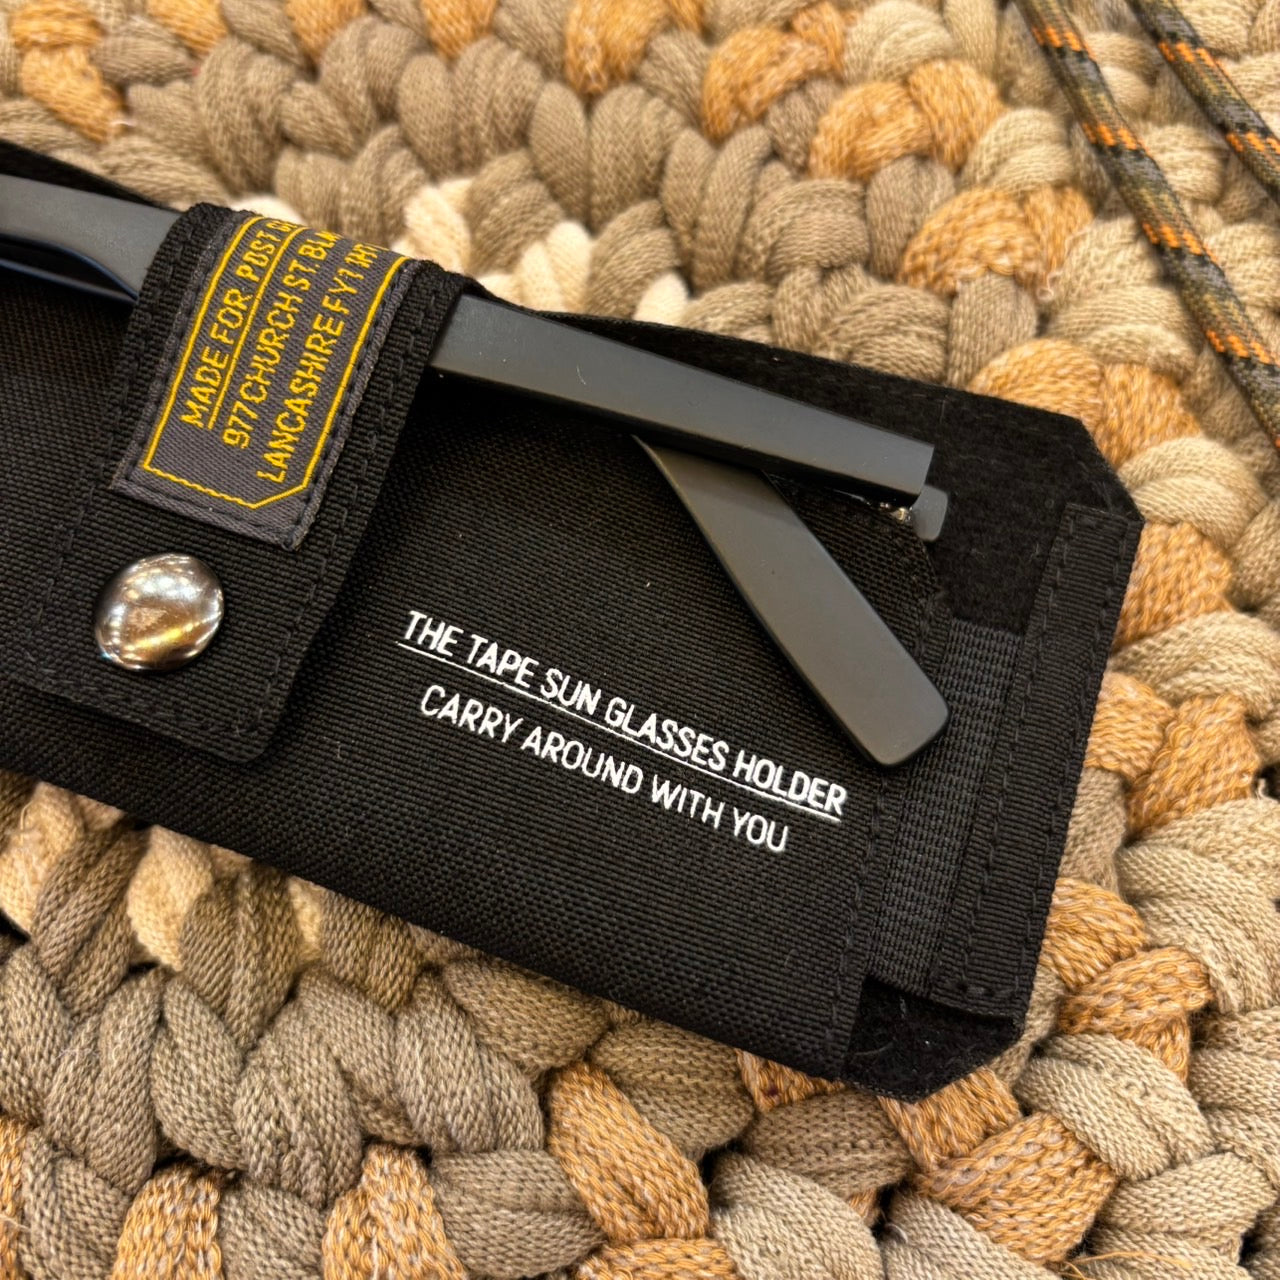 MADE FOR POST
977 CHURCH ST. BL
LANCASHIRE FY1 1HT
THE TAPE SUN GLASSES HOLDER
CARRY AROUND WITH YOU